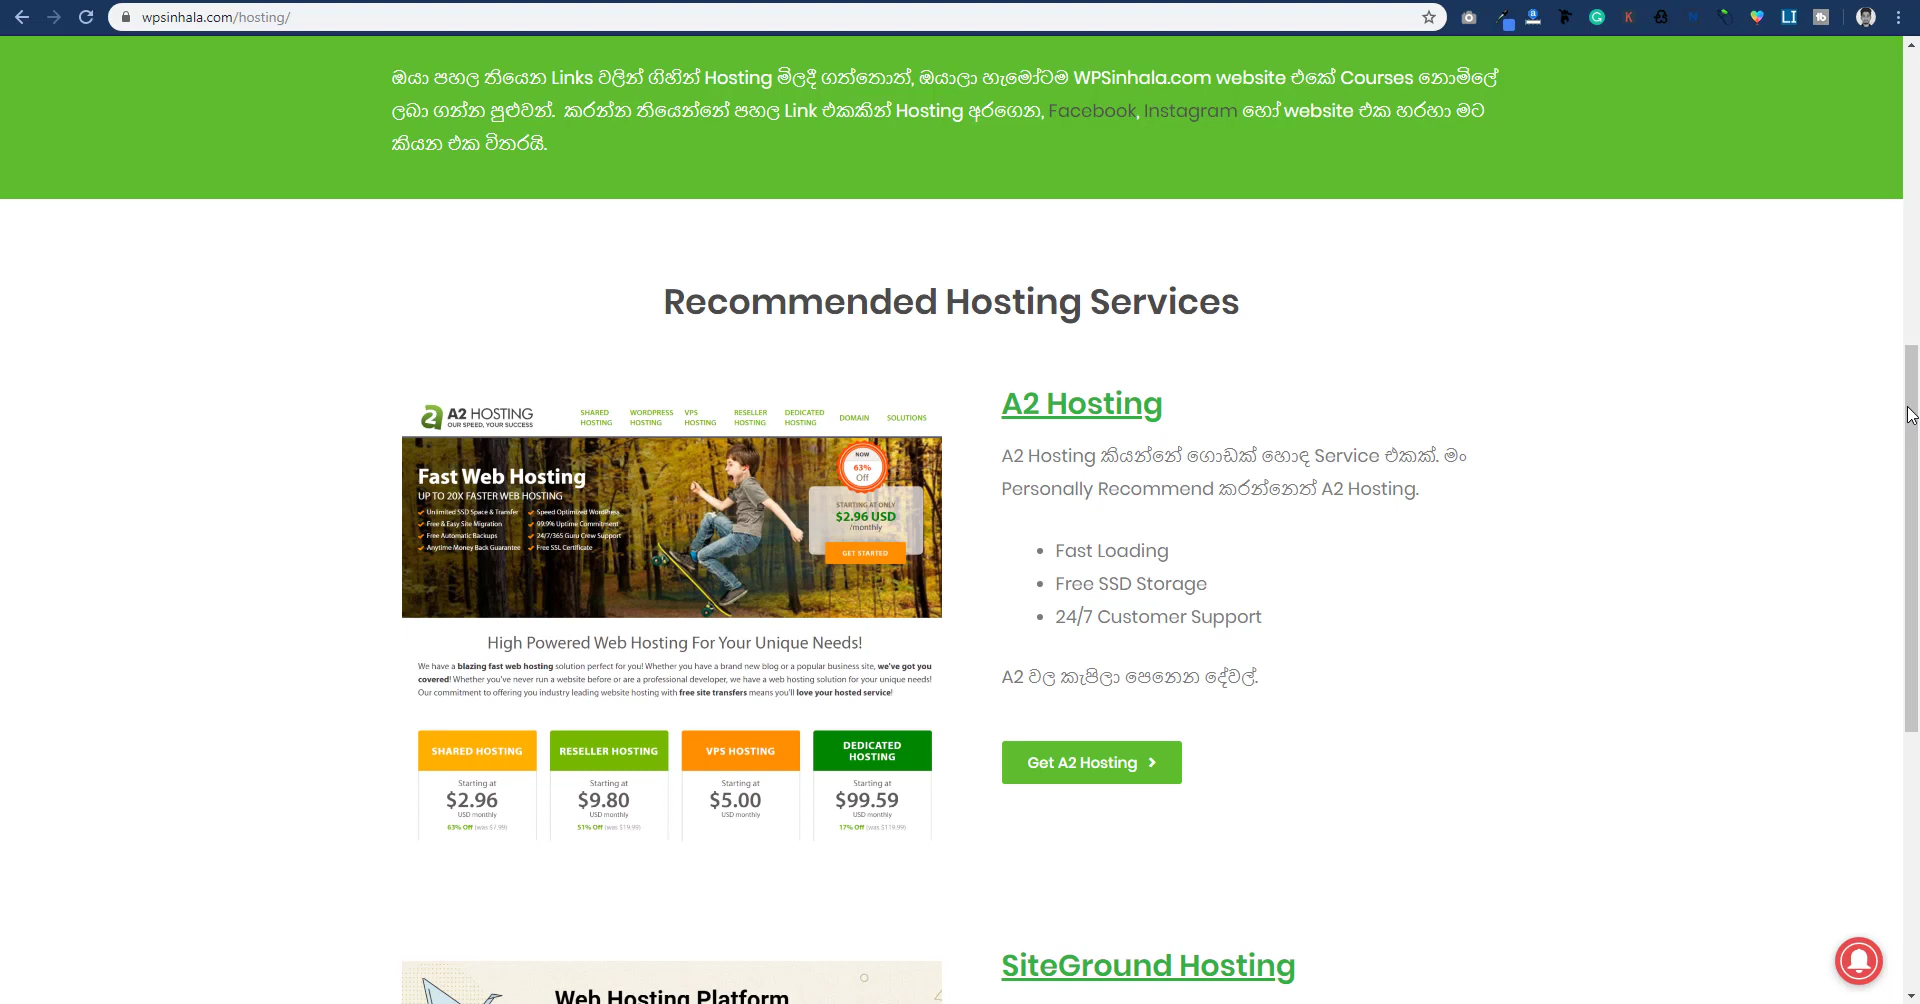 wpsinhala.com/hosting/
ඔයා පහල තියෙන Links වලින් ගිහින් Hosting මිලදී ගත්තොත්, ඔයාලා හැමෝටම WPSinhala.com website එකේ Courses නොමිලේ
ලබා ගන්න පුළුවන්. කරන්න තියෙන්නේ පහල Link එකකින් Hosting අරගෙන, Facebook, Instagram හෝ website එක හරහා මට
කියන එක විතරයි.
Recommended Hosting Services
A2 HOSTING
OUR SPEED, YOUR SUCCESS
SHARED HOSTING
WORDPRESS HOSTING
VPS HOSTING
RESELLER HOSTING
DEDICATED HOSTING
DOMAIN
SOLUTIONS
Fast Web Hosting
UP TO 20X FASTER WEB HOSTING
Unlimited SSD Space & Transfer
Speed Optimized WordPress
Free & Easy Site Migration
99.9% Uptime Commitment
Free Automatic Backups
24/7/365 Guru Crew Support
Anytime Money Back Guarantee
Free SSL Certificate
NOW
63%
Off
STARTING AT ONLY
$2.96 USD
/monthly
GET STARTED
High Powered Web Hosting For Your Unique Needs!
We have a blazing fast web hosting solution perfect for you! Whether you have a brand new blog or a popular business site, we've got you
covered! Whether you've never run a website before or are a professional developer, we have a web hosting solution for your unique needs!
Our commitment to offering you industry leading website hosting with free site transfers means you'll love your hosted service!
SHARED HOSTING
Starting at
$2.96
USD monthly
63% Off (was $7.99)
RESELLER HOSTING
Starting at
$9.80
USD monthly
51% Off (was $19.99)
VPS HOSTING
Starting at
$5.00
USD monthly
DEDICATED
HOSTING
Starting at
$99.59
USD monthly
17% Off (was $119.99)
A2 Hosting
A2 Hosting කියන්නේ ගොඩක් හොඳ Service එකක්. මං
Personally Recommend කරන්නෙත් A2 Hosting.
Fast Loading
Free SSD Storage
24/7 Customer Support
A2 වල කැපිලා පෙනෙන දේවල්.
Get A2 Hosting
Web Hosting Platform
SiteGround Hosting